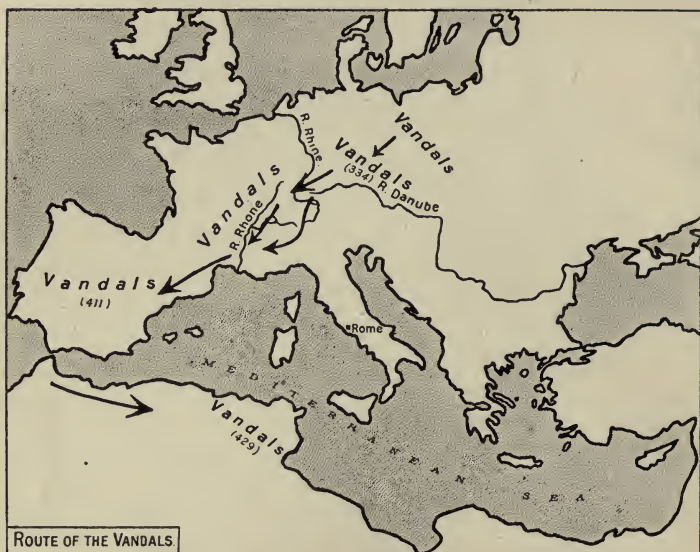 Vandals
R. Rhine.
Vandals
(334) R. Danube
Vandals
R. Rhone
Vandals
(411)
Rome
MEDITERRANEAN SEA
Vandals
(429)
ROUTE OF THE VANDALS.